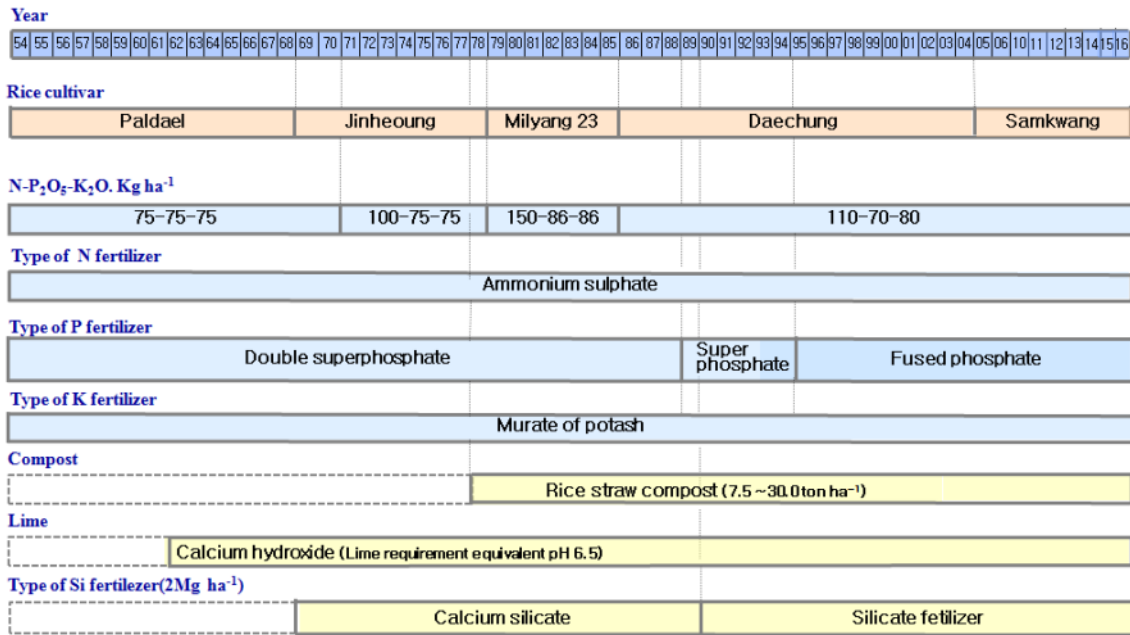 Year
54 55 56 57 58 59 60 61 62 63 64 65 66 67 68 69 70 71 72 73 74 75 76 77 78 79 80 81 82 83 84 85 86 87 88 89 90 91 92 93 94 95 96 97 98 99 00 01 02 03 04 05 06 10 11 12 13 14 15 16
Rice cultivar
Paldael Jinheoung Milyang 23 Daechung Samkwang
N-P₂O₅-K₂O. Kg ha⁻¹
75-75-75 100-75-75 150-86-86 110-70-80
Type of N fertilizer
Ammonium sulphate
Type of P fertilizer
Double superphosphate Super phosphate Fused phosphate
Type of K fertilizer
Murate of potash
Compost
Rice straw compost (7.5 ~30.0 ton ha⁻¹)
Lime
Calcium hydroxide (Lime requirement equivalent pH 6.5)
Type of Si fertilezer(2Mg ha⁻¹)
Calcium silicate Silicate fetilizer